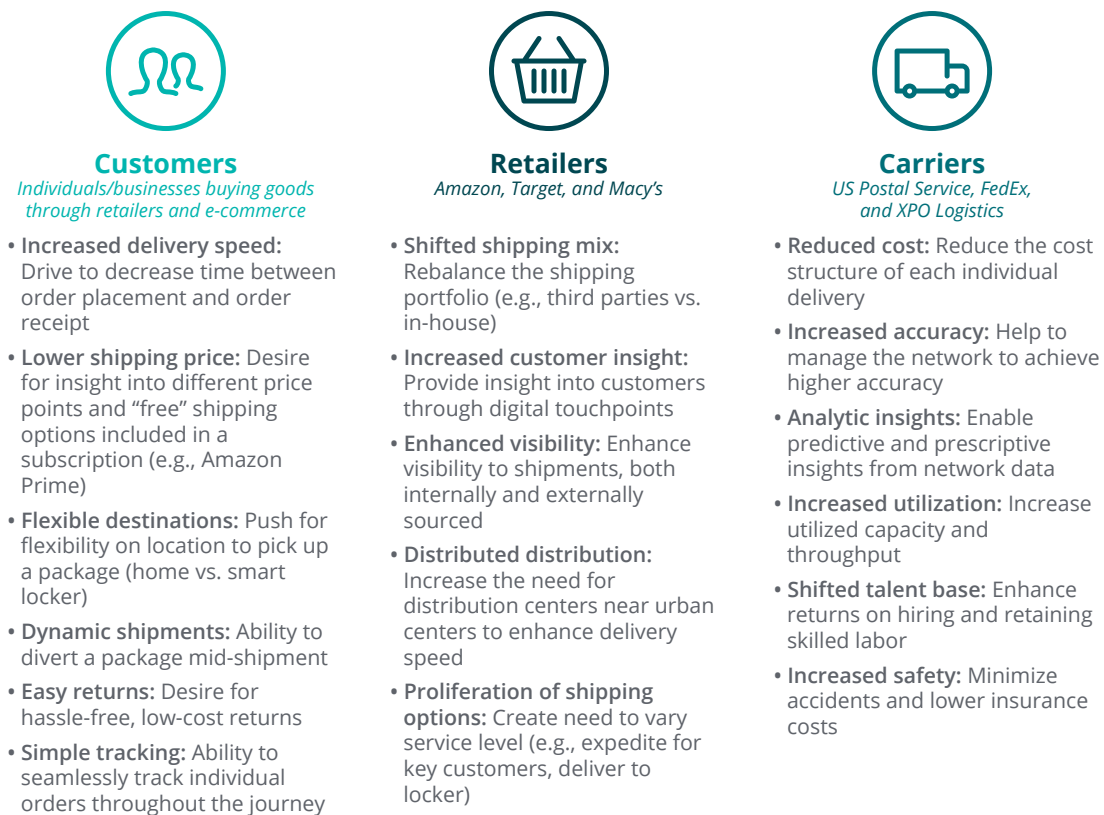 Customers
Individuals/businesses buying goods
through retailers and e-commerce
• Increased delivery speed:
Drive to decrease time between
order placement and order
receipt
• Lower shipping price: Desire
for insight into different price
points and “free” shipping
options included in a
subscription (e.g., Amazon
Prime)
• Flexible destinations: Push for
flexibility on location to pick up
a package (home vs. smart
locker)
• Dynamic shipments: Ability to
divert a package mid-shipment
• Easy returns: Desire for
hassle-free, low-cost returns
• Simple tracking: Ability to
seamlessly track individual
orders throughout the journey
Retailers
Amazon, Target, and Macy’s
• Shifted shipping mix:
Rebalance the shipping
portfolio (e.g., third parties vs.
in-house)
• Increased customer insight:
Provide insight into customers
through digital touchpoints
• Enhanced visibility: Enhance
visibility to shipments, both
internally and externally
sourced
• Distributed distribution:
Increase the need for
distribution centers near urban
centers to enhance delivery
speed
• Proliferation of shipping
options: Create need to vary
service level (e.g., expedite for
key customers, deliver to
locker)
Carriers
US Postal Service, FedEx,
and XPO Logistics
• Reduced cost: Reduce the cost
structure of each individual
delivery
• Increased accuracy: Help to
manage the network to achieve
higher accuracy
• Analytic insights: Enable
predictive and prescriptive
insights from network data
• Increased utilization: Increase
utilized capacity and
throughput
• Shifted talent base: Enhance
returns on hiring and retaining
skilled labor
• Increased safety: Minimize
accidents and lower insurance
costs